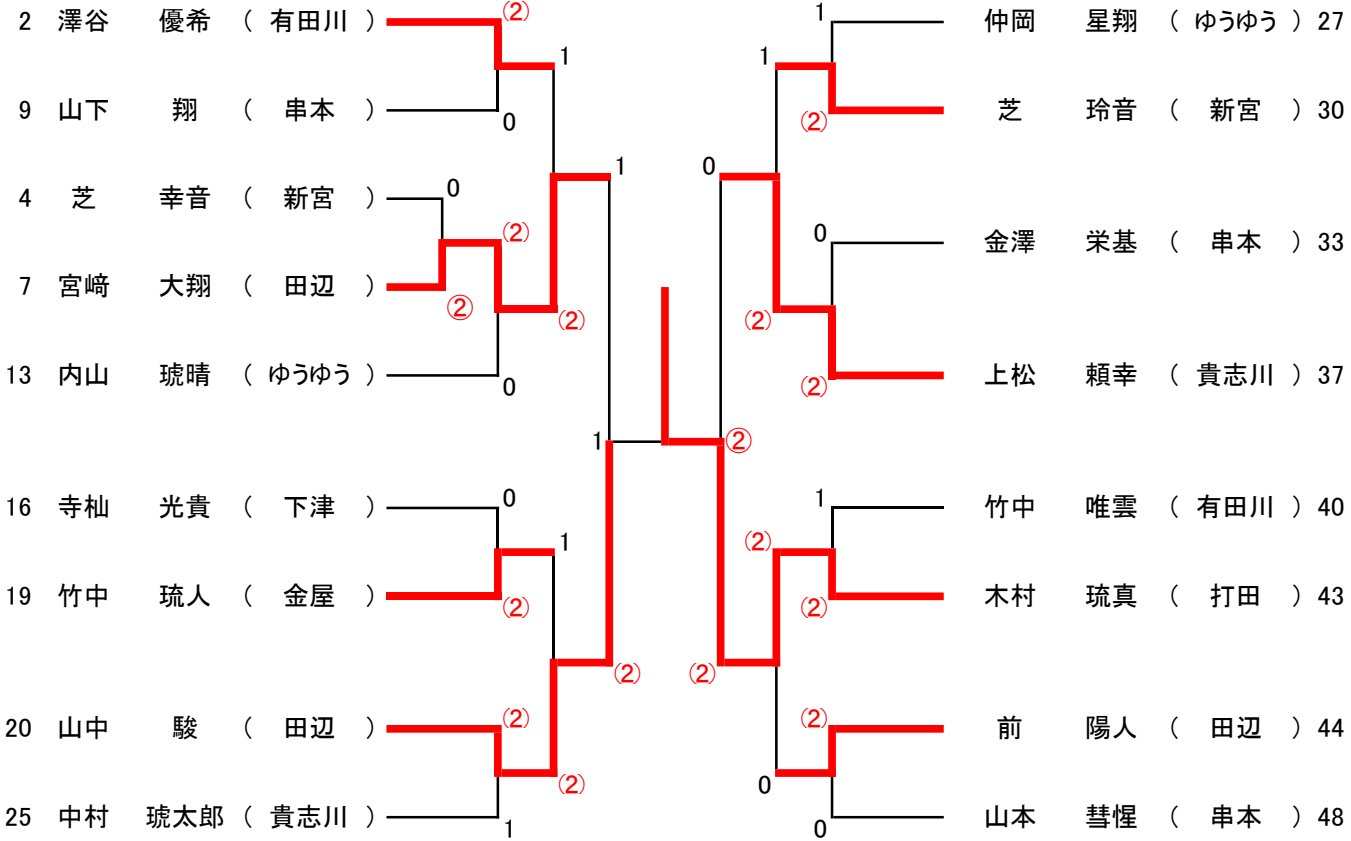 2 澤谷 優希 ( 有田川 )
9 山下 翔 ( 串本 )
4 芝 幸音 ( 新宮 )
7 宮﨑 大翔 ( 田辺 )
13 内山 琥晴 ( ゆうゆう )
16 寺杣 光貴 ( 下津 )
19 竹中 琉人 ( 金屋 )
20 山中 駿 ( 田辺 )
25 中村 琥太郎 ( 貴志川 )
(2)
0
1
0
(2)
②
(2)
0
1
0
(2)
1
(2)
1
(2)
(2)
1
②
0
1
1
(2)
(2)
0
(2)
(2)
(2)
1
(2)
0
(2)
0
仲岡 星翔 ( ゆうゆう ) 27
芝 玲音 ( 新宮 ) 30
金澤 栄基 ( 串本 ) 33
上松 頼幸 ( 貴志川 ) 37
竹中 唯雲 ( 有田川 ) 40
木村 琉真 ( 打田 ) 43
前 陽人 ( 田辺 ) 44
山本 彗惺 ( 串本 ) 48